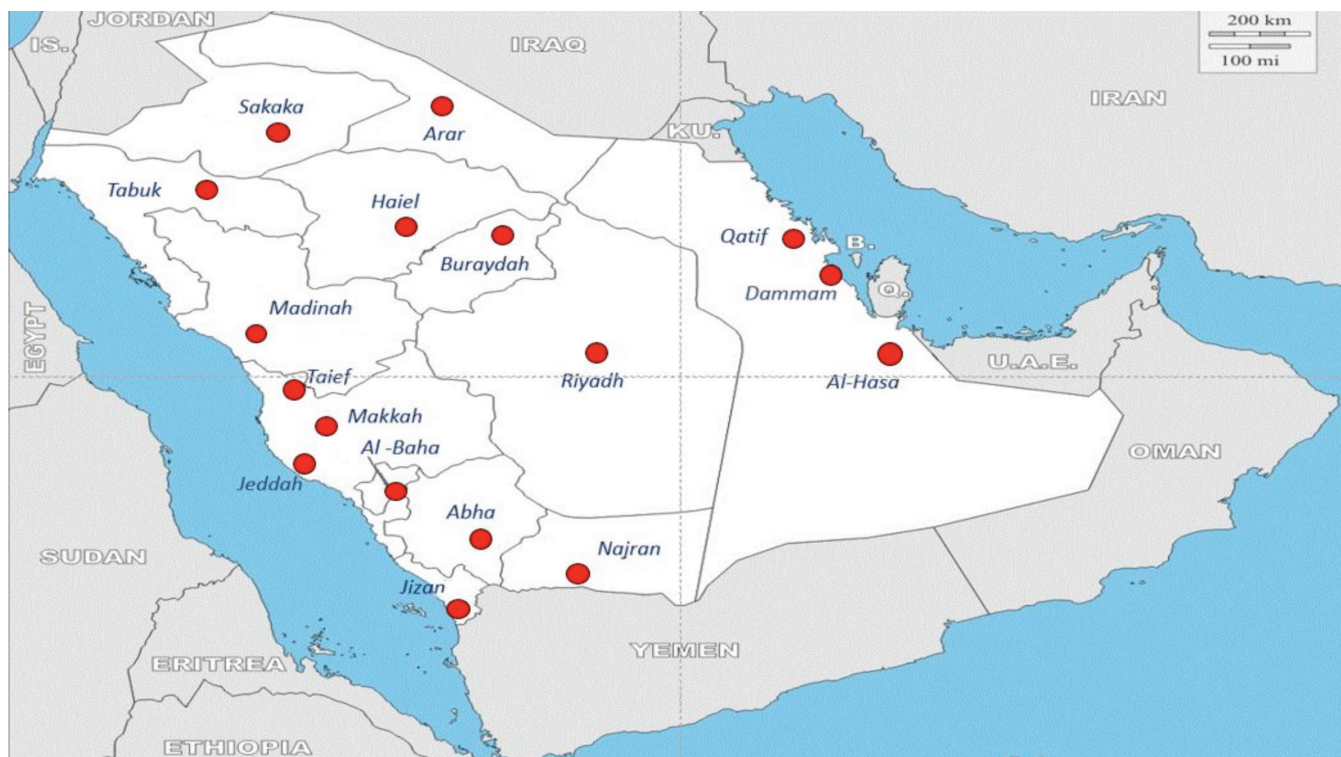 JORDAN
200 km
100 mi
IS.
IRAQ
IRAN
Sakaka
Arar
KU.
Tabuk
Haiel
Qatif
B.
Buraydah
Dammam
Q.
Madinah
EGYPT
Taief
Riyadh
U.A.E.
Al-Hasa
Makkah
Al -Baha
OMAN
Jeddah
Abha
Najran
SUDAN
Jizan
YEMEN
ERITREA
ETHIOPIA